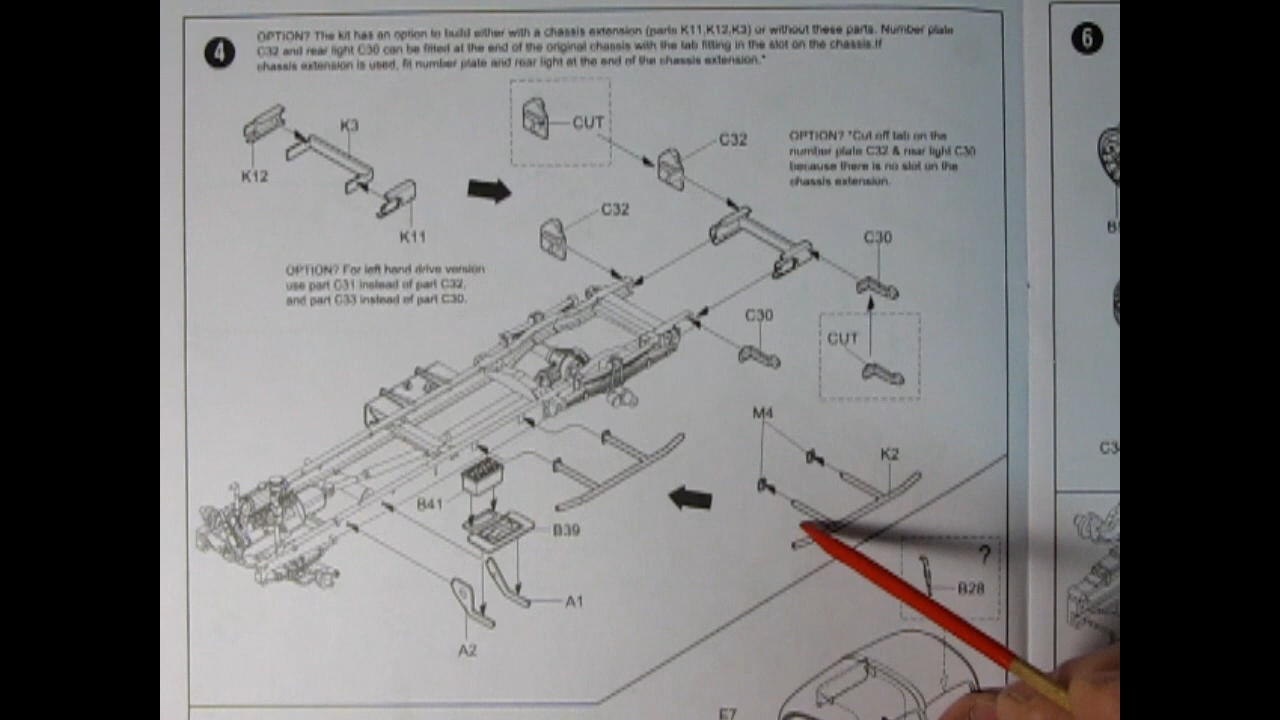 4
OPTION? The kit has an option to build either with a chassis extension (parts K11,K12,K3) or without these parts. Number plate
C32 and rear light C30 can be fitted at the end of the original chassis with the tab fitting in the slot on the chassis.If
chassis extension is used, fit number plate and rear light at the end of the chassis extension.*
6
K3
CUT
K12
C32
OPTION? *Cut off tab on the
number plate C32 & rear light C30
because there is no slot on the
chassis extension.
K11
C32
C30
OPTION? For left hand drive version
use part C31 instead of part C32,
and part C33 instead of part C30.
C30
CUT
M4
K2
B41
B39
?
B28
A1
A2